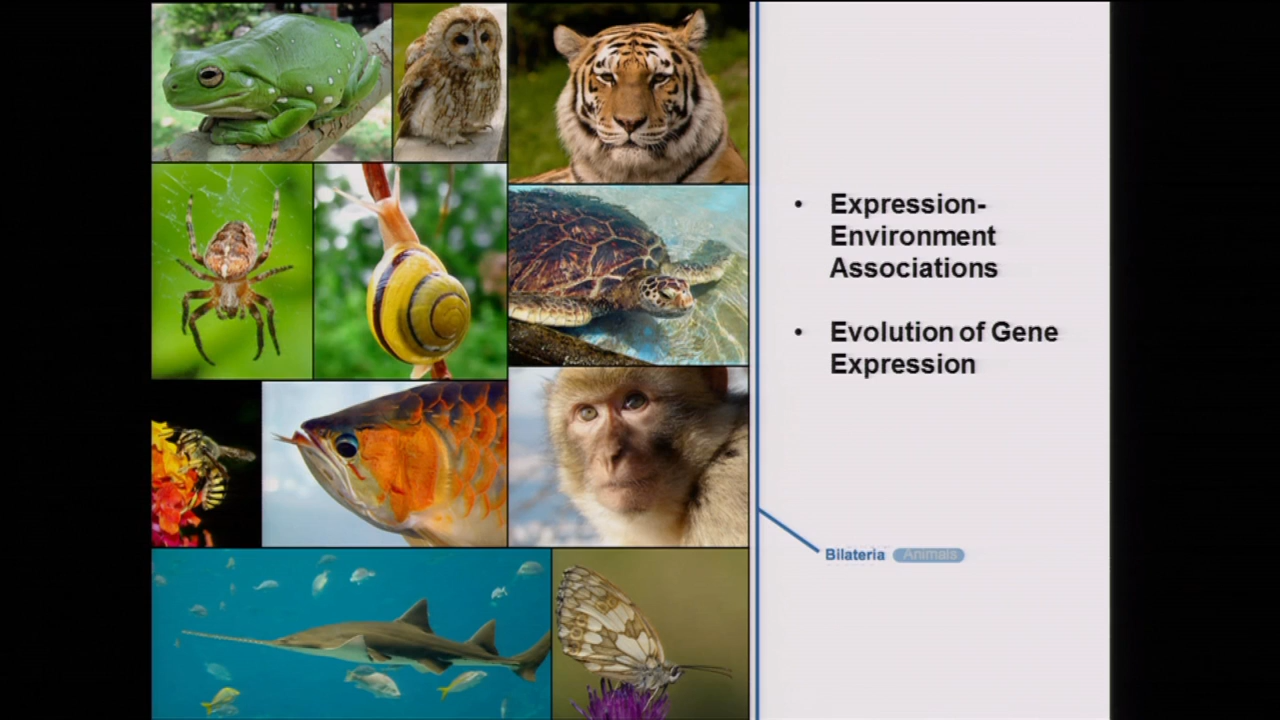 • Expression-
Environment
Associations
• Evolution of Gene
Expression
Bilateria Animals